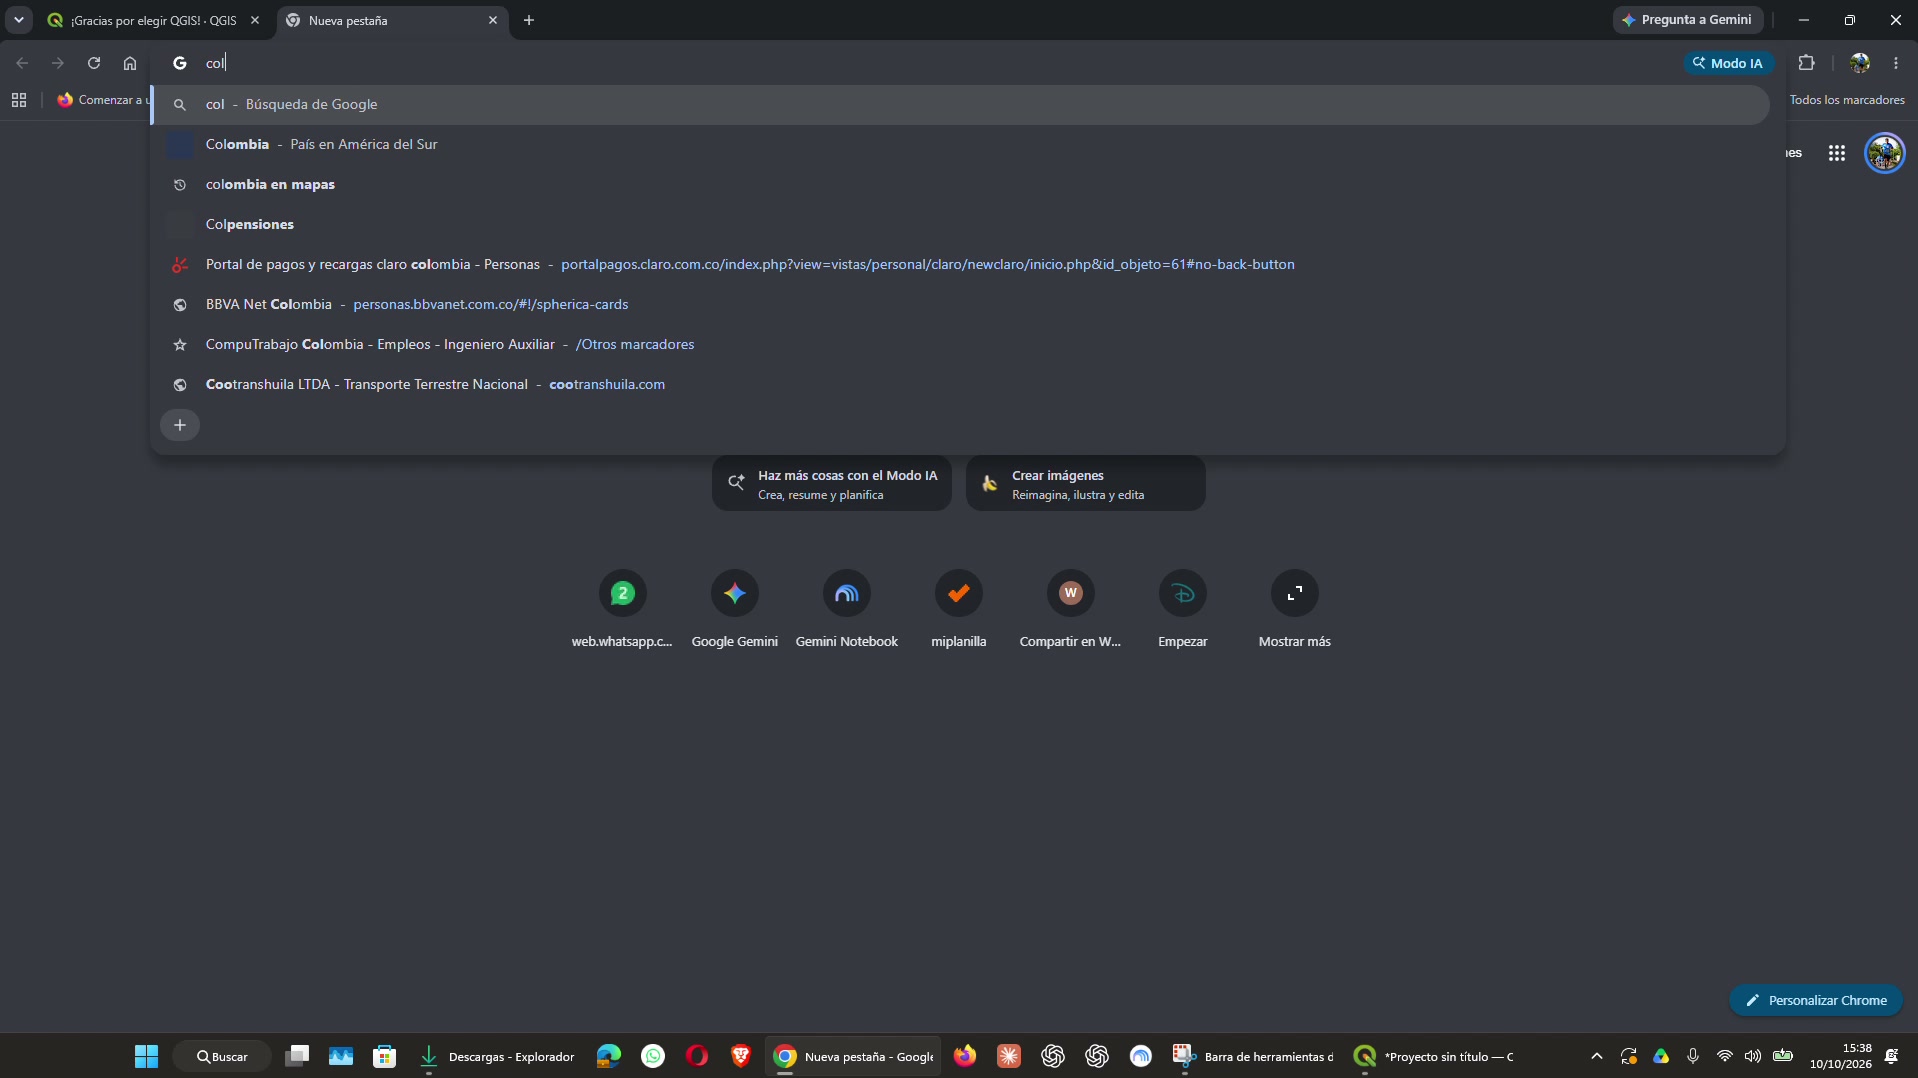 ¡Gracias por elegir QGIS! · QGIS
Nueva pestaña
Pregunta a Gemini
col
Modo IA
Comenzar a u
Todos los marcadores
col - Búsqueda de Google
Colombia - País en América del Sur
nes
colombia en mapas
Colpensiones
Portal de pagos y recargas claro colombia - Personas - portalpagos.claro.com.co/index.php?view=vistas/personal/claro/newclaro/inicio.php&id_objeto=61#no-back-button
BBVA Net Colombia - personas.bbvanet.com.co/#!/spherica-cards
CompuTrabajo Colombia - Empleos - Ingeniero Auxiliar - /Otros marcadores
Cootranshuila LTDA - Transporte Terrestre Nacional - cootranshuila.com
Haz más cosas con el Modo IA
Crea, resume y planifica
Crear imágenes
Reimagina, ilustra y edita
2
W
web.whatsapp.c...
Google Gemini
Gemini Notebook
miplanilla
Compartir en W...
Empezar
Mostrar más
Personalizar Chrome
Buscar
Descargas - Explorador
Nueva pestaña - Google
Barra de herramientas d
*Proyecto sin título — C
15:38
10/10/2026